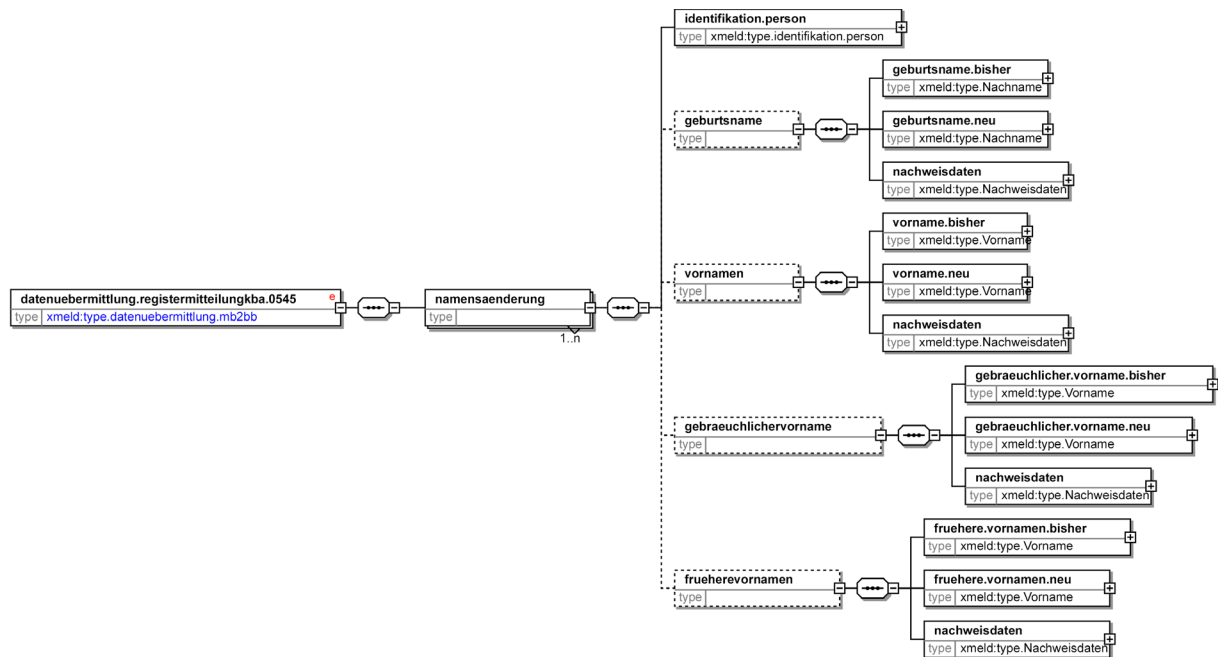 identifikation.person
type xmeld:type.identifikation.person
geburtsname.bisher
type xmeld:type.Nachname
geburtsname
type
geburtsname.neu
type xmeld:type.Nachname
nachweisdaten
type xmeld:type.Nachweisdaten
vorname.bisher
type xmeld:type.Vorname
vornamen
type
vorname.neu
type xmeld:type.Vorname
nachweisdaten
type xmeld:type.Nachweisdaten
datenuebermittlung.registermitteilungkba.0545 e
type xmeld:type.datenuebermittlung.mb2bb
namensaenderung
type
1..n
gebraeuchlicher.vorname.bisher
type xmeld:type.Vorname
gebraeuchlichervorname
type
gebraeuchlicher.vorname.neu
type xmeld:type.Vorname
nachweisdaten
type xmeld:type.Nachweisdaten
fruehere.vornamen.bisher
type xmeld:type.Vorname
frueherevornamen
type
fruehere.vornamen.neu
type xmeld:type.Vorname
nachweisdaten
type xmeld:type.Nachweisdaten